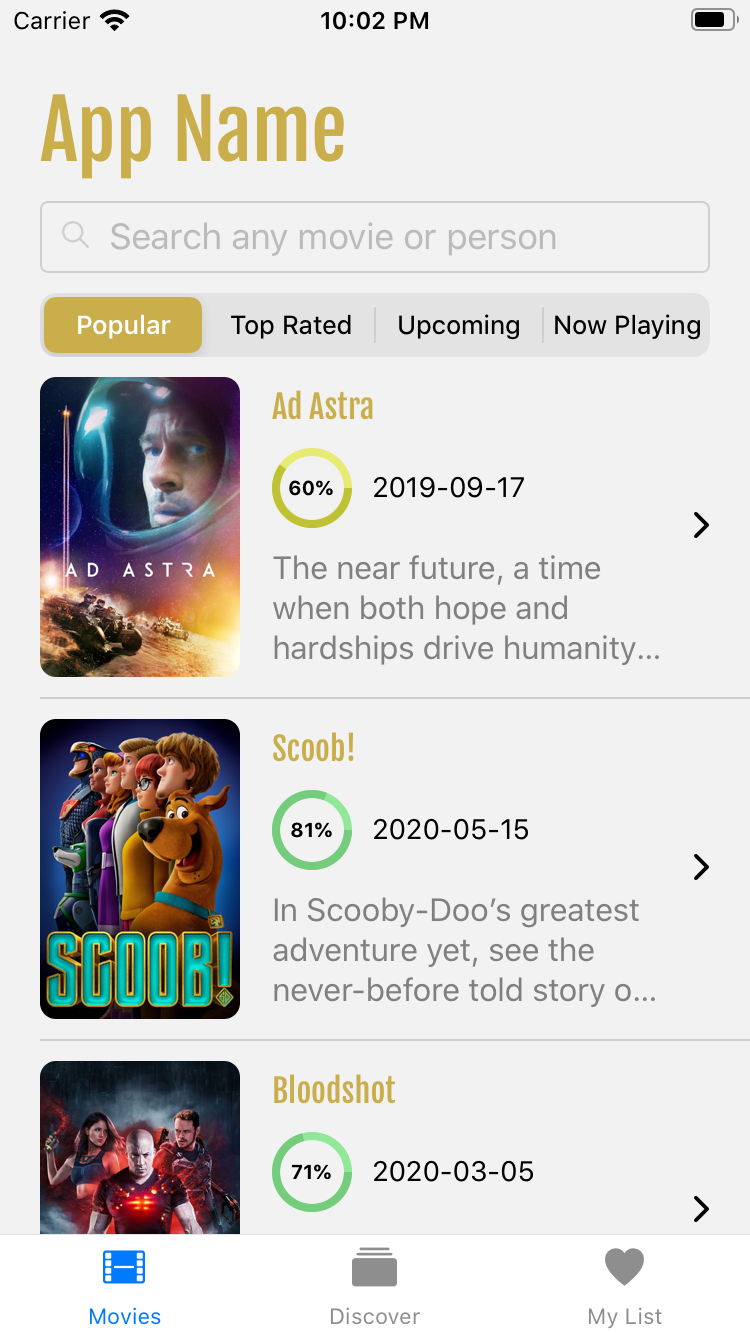 Carrier 10:02 PM
App Name
Search any movie or person
Popular Top Rated Upcoming Now Playing
AD ASTRA
Ad Astra
60% 2019-09-17
The near future, a time
when both hope and
hardships drive humanity...
SCOOB!
Scoob!
81% 2020-05-15
In Scooby-Doo’s greatest
adventure yet, see the
never-before told story o...
Bloodshot
71% 2020-03-05
Movies Discover My List